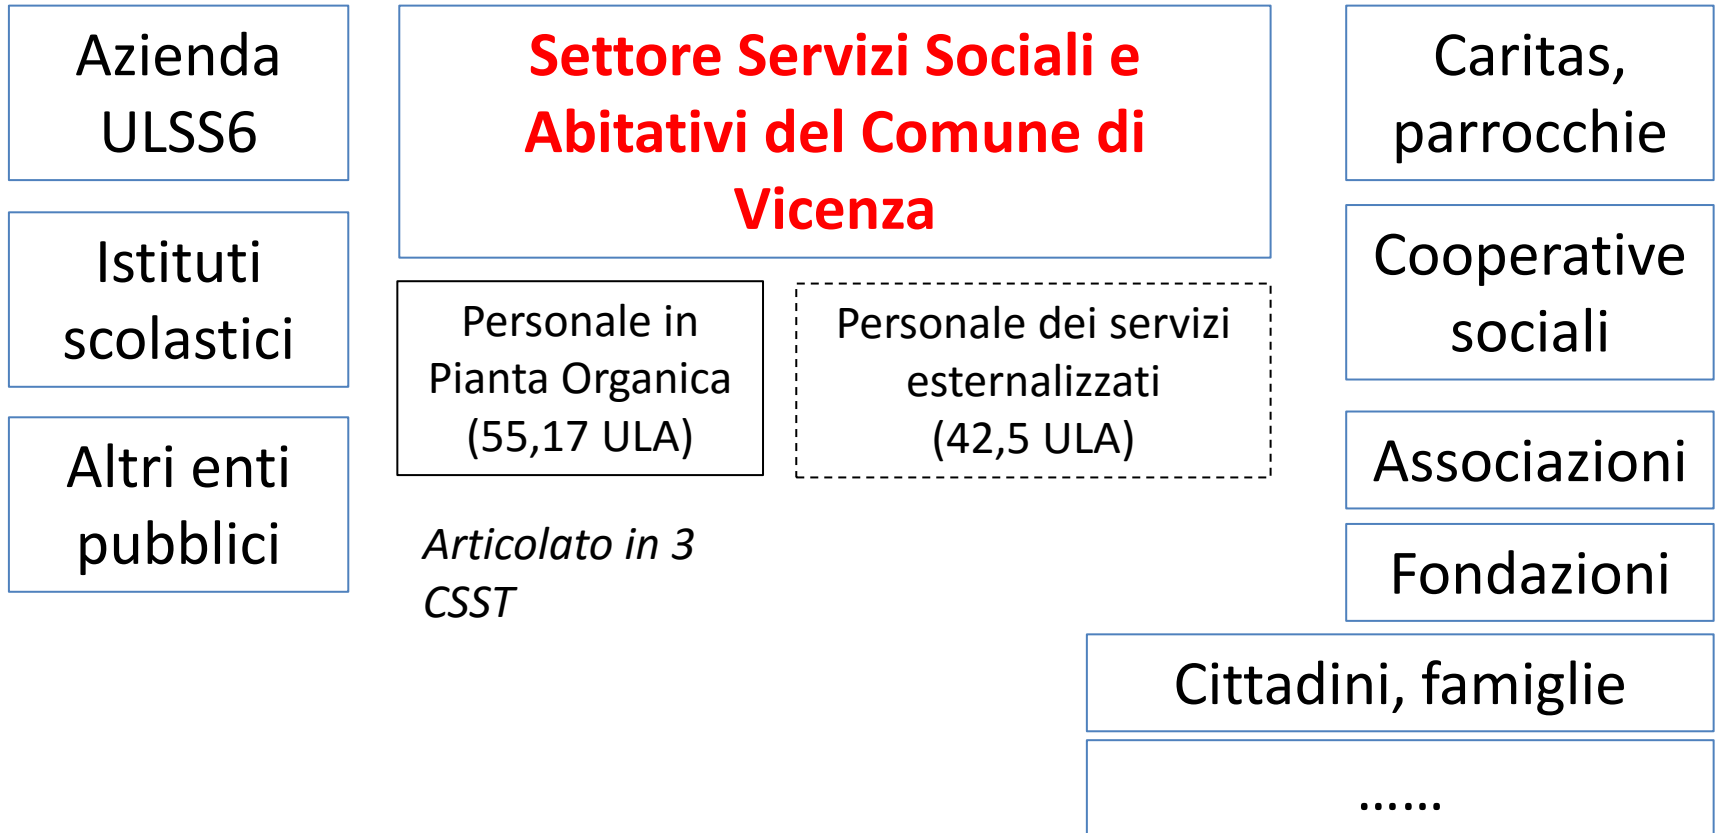 Azienda
ULSS6
Istituti
scolastici
Altri enti
pubblici
Settore Servizi Sociali e
Abitativi del Comune di
Vicenza
Personale in
Pianta Organica
(55,17 ULA)
Personale dei servizi
esternalizzati
(42,5 ULA)
Articolato in 3
CSST
Caritas,
parrocchie
Cooperative
sociali
Associazioni
Fondazioni
Cittadini, famiglie
……